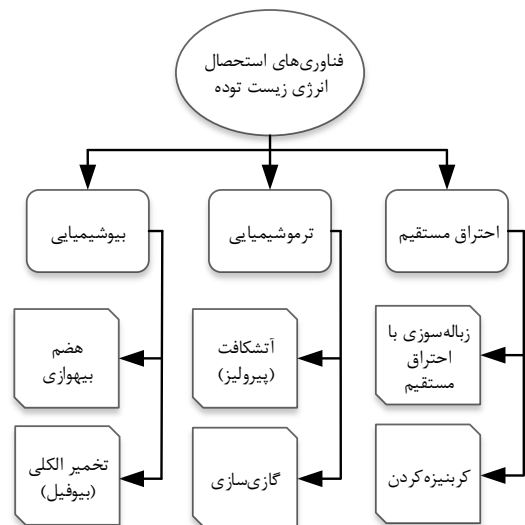 فناوری‌های استحصال
انرژی زیست توده
احتراق مستقیم
ترموشیمیایی
بیوشیمیایی
زباله‌سوزی با
احتراق
مستقیم
آتشکافت
(پیرولیز)
هضم
بیهوازی
کربنیزه‌کردن
گازی‌سازی
تخمیر الکلی
(بیوفیل)